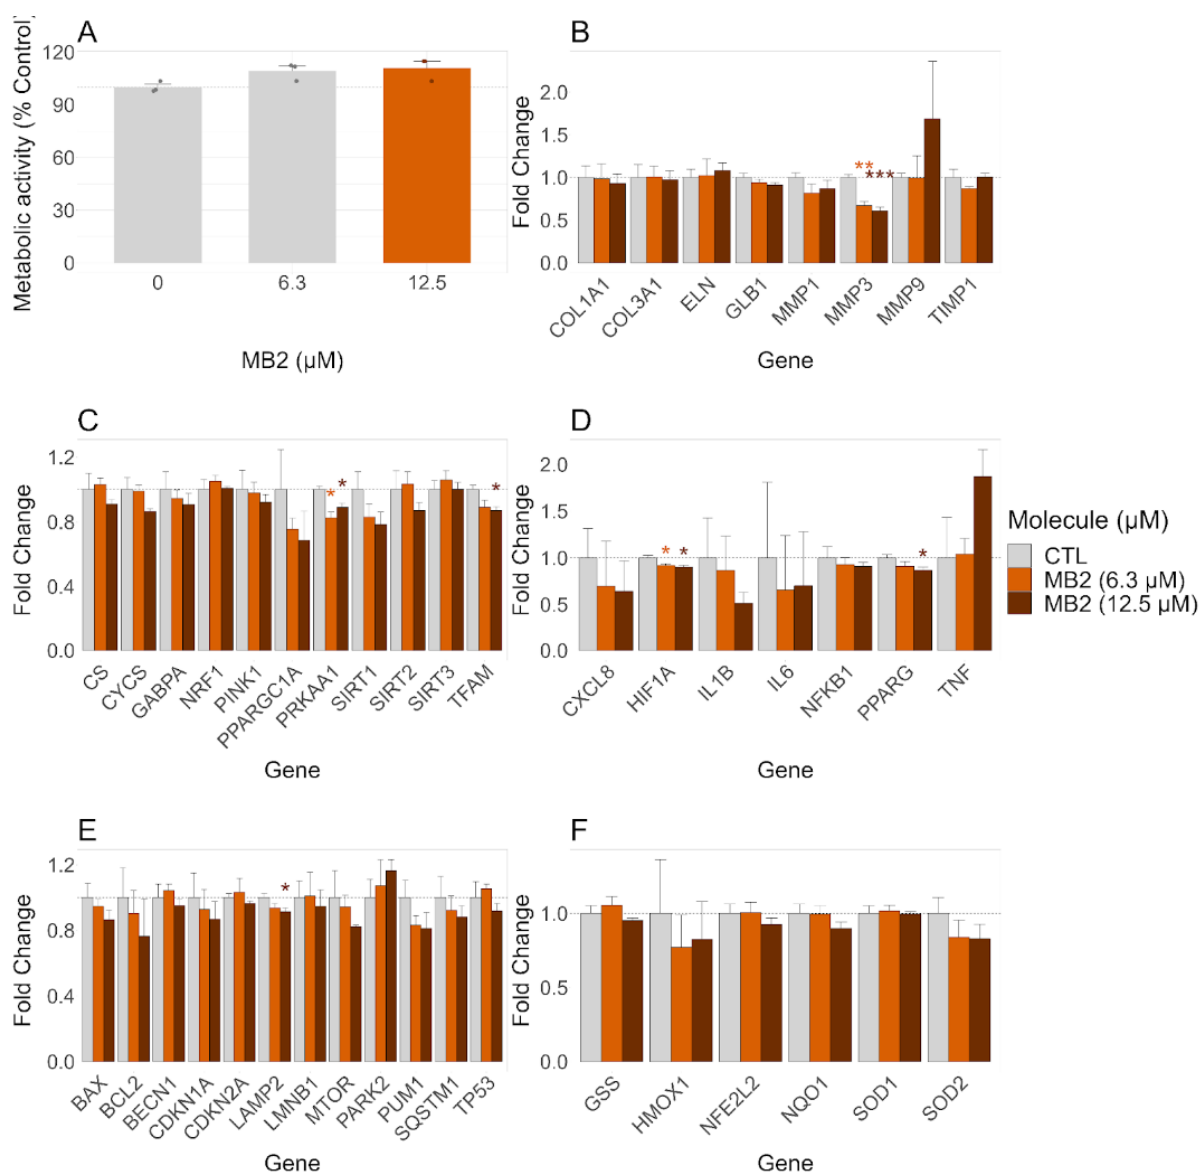 A
Metabolic activity (% Control)
120
90
60
30
0
0 6.3 12.5
MB2 (µM)
B
Fold Change
2.0
1.5
1.0
0.5
0.0
**
***
COL1A1 COL3A1 ELN GLB1 MMP1 MMP3 MMP9 TIMP1
Gene
C
Fold Change
1.2
0.8
0.4
0.0
* * *
CS CYCS GABPA NRF1 PINK1 PPARGC1A PRKAA1 SIRT1 SIRT2 SIRT3 TFAM
Gene
D
Fold Change
2.0
1.5
1.0
0.5
0.0
* * *
CXCL8 HIF1A IL1B IL6 NFKB1 PPARG TNF
Gene
Molecule (µM)
CTL
MB2 (6.3 µM)
MB2 (12.5 µM)
E
Fold Change
1.2
0.8
0.4
0.0
*
BAX BCL2 BECN1 CDKN1A CDKN2A LAMP2 LMNB1 MTOR PARK2 PUM1 SQSTM1 TP53
Gene
F
Fold Change
1.0
0.5
0.0
GSS HMOX1 NFE2L2 NQO1 SOD1 SOD2
Gene